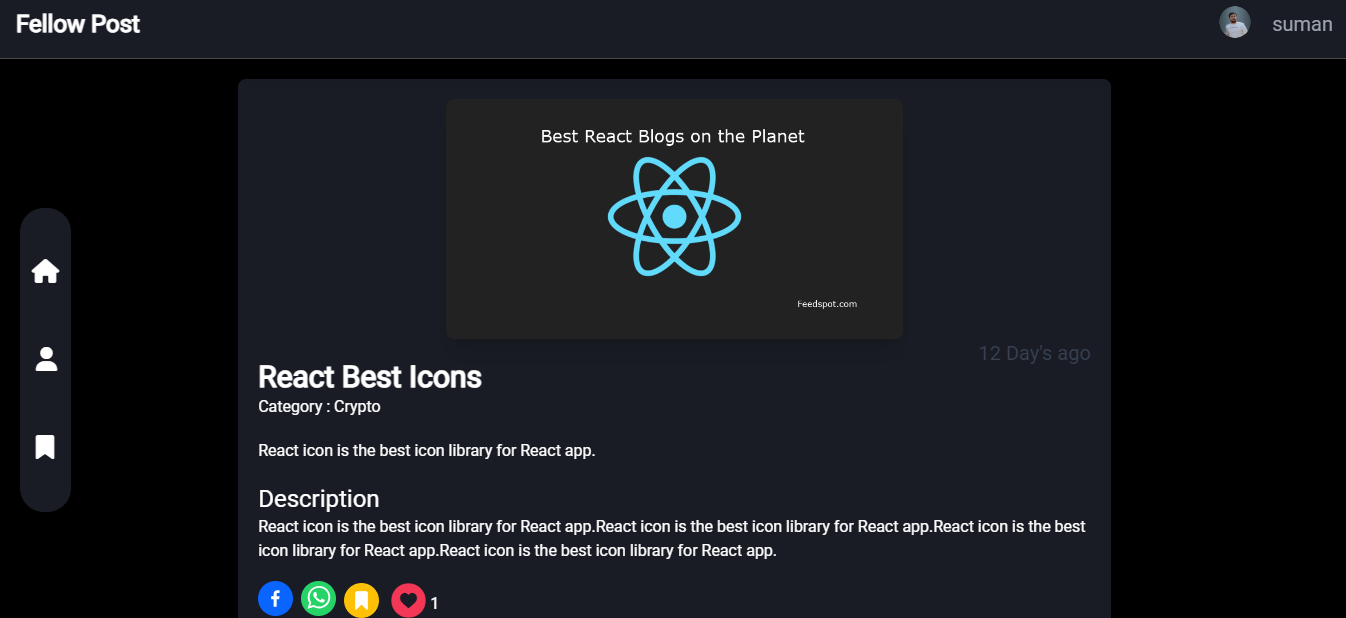 Fellow Post
suman
Best React Blogs on the Planet
Feedspot.com
12 Day's ago
React Best Icons
Category : Crypto
React icon is the best icon library for React app.
Description
React icon is the best icon library for React app.React icon is the best icon library for React app.React icon is the best
icon library for React app.React icon is the best icon library for React app.
1